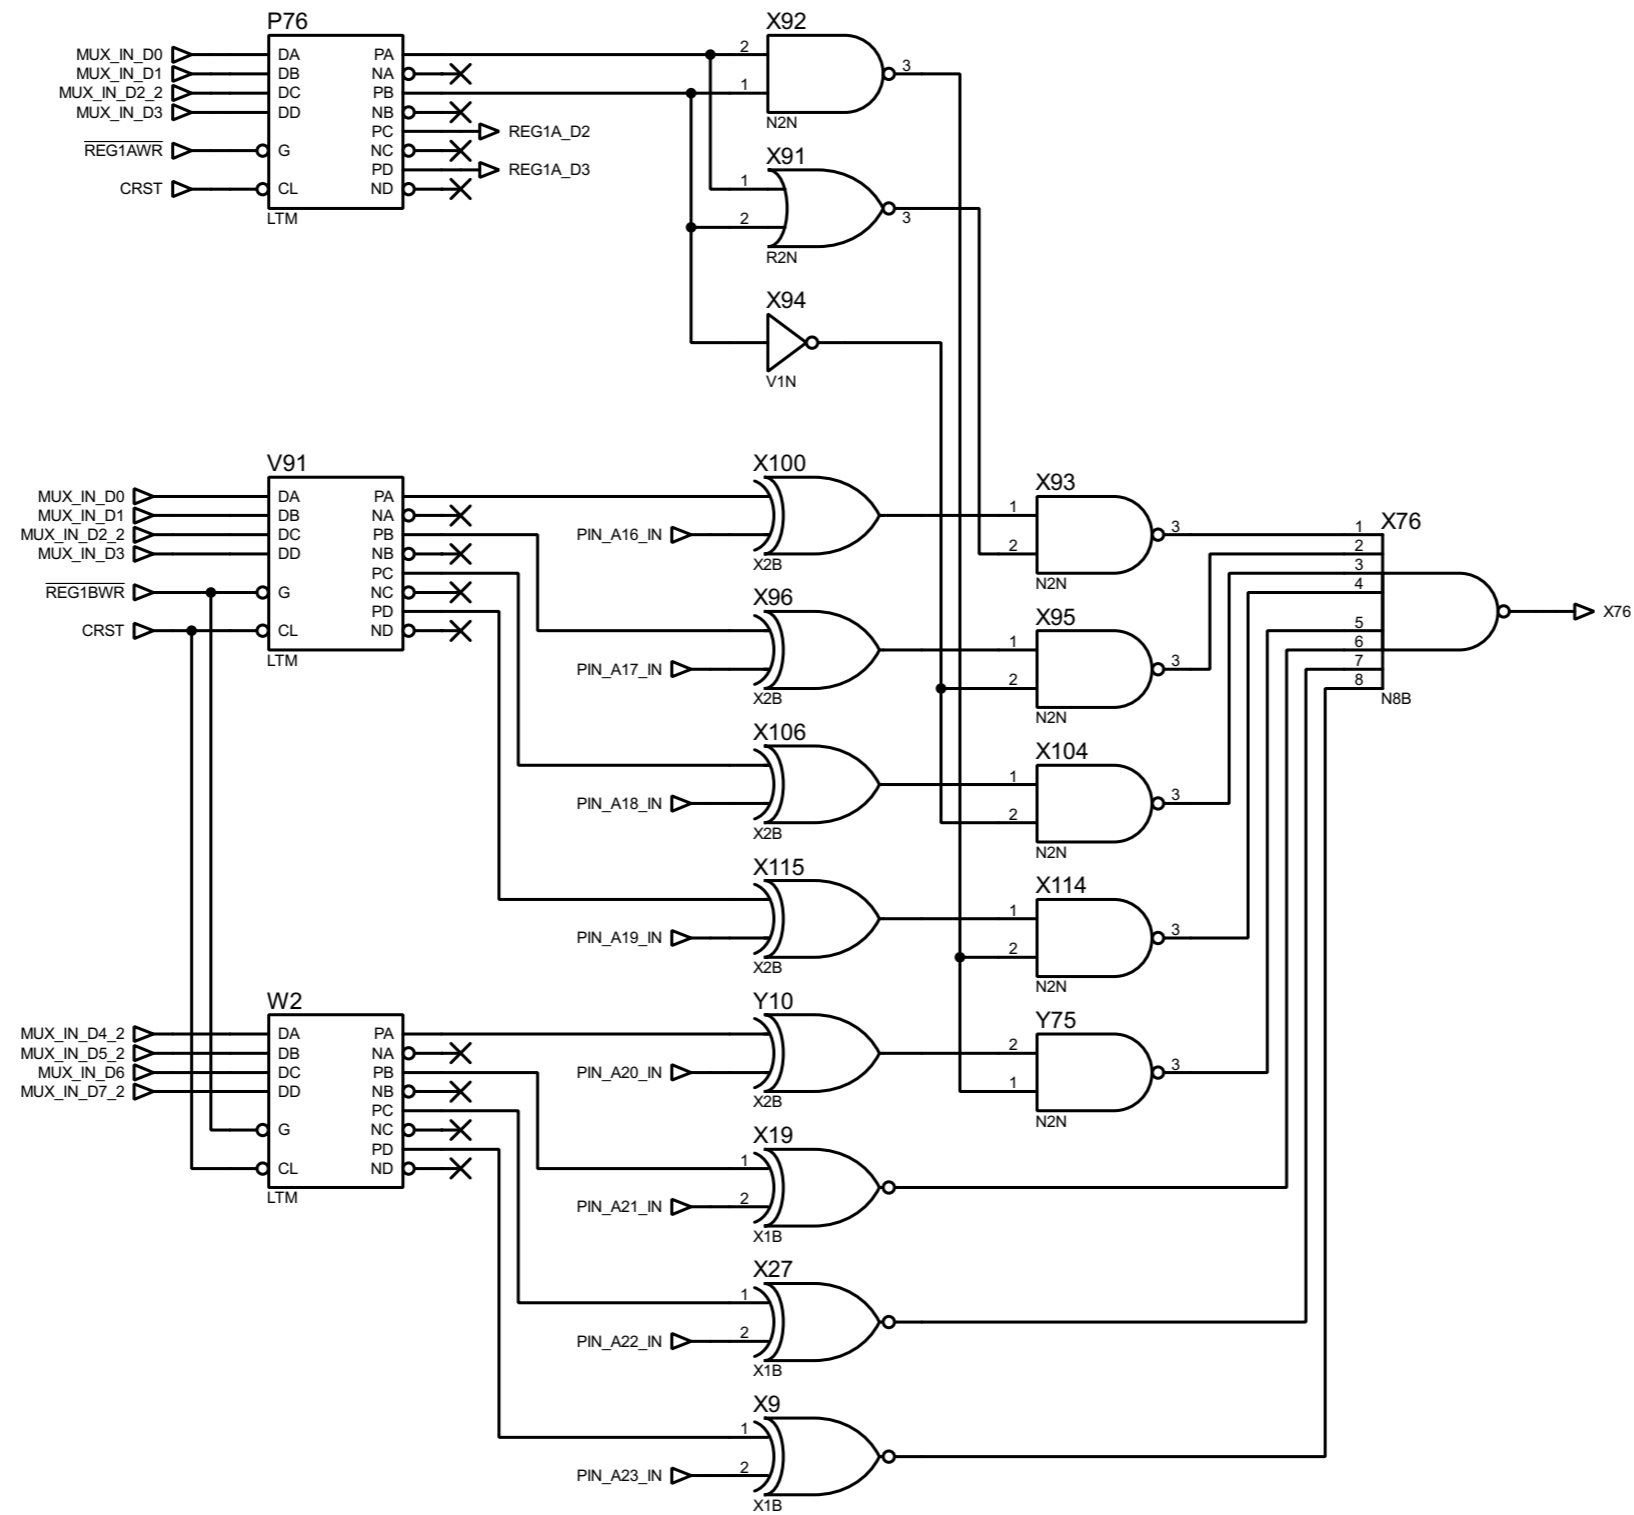 P76
MUX_IN_D0
MUX_IN_D1
MUX_IN_D2_2
MUX_IN_D3
REG1AWR
CRST
DA
DB
DC
DD
G
CL
PA
NA
PB
NB
PC
NC
PD
ND
LTM
REG1A_D2
REG1A_D3
X92
2
1
3
N2N
X91
1
2
3
R2N
X94
V1N
V91
MUX_IN_D0
MUX_IN_D1
MUX_IN_D2_2
MUX_IN_D3
REG1BWR
CRST
DA
DB
DC
DD
G
CL
PA
NA
PB
NB
PC
NC
PD
ND
LTM
X100
PIN_A16_IN
X2B
X96
PIN_A17_IN
X2B
X106
PIN_A18_IN
X2B
X115
PIN_A19_IN
X2B
X93
1
2
3
N2N
X95
1
2
3
N2N
X104
1
2
3
N2N
X114
1
2
3
N2N
X76
1
2
3
4
5
6
7
8
N8B
X76
W2
MUX_IN_D4_2
MUX_IN_D5_2
MUX_IN_D6
MUX_IN_D7_2
DA
DB
DC
DD
G
CL
PA
NA
PB
NB
PC
NC
PD
ND
LTM
Y10
PIN_A20_IN
X2B
Y75
2
1
3
N2N
X19
1
2
PIN_A21_IN
X1B
X27
1
2
PIN_A22_IN
X1B
X9
1
2
PIN_A23_IN
X1B